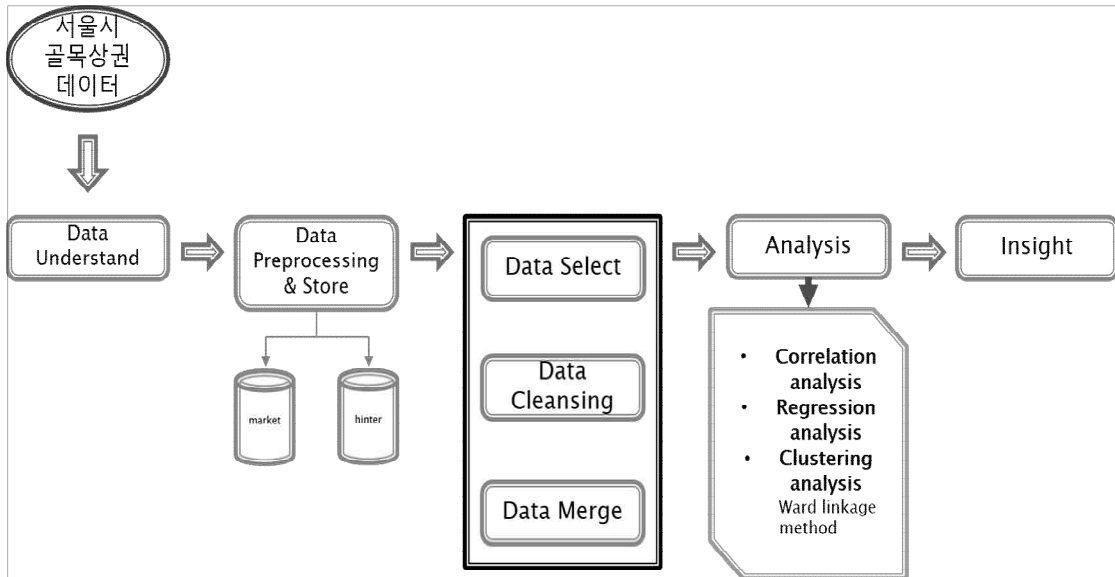 서울시
골목상권
데이터
Data
Understand
Data
Preprocessing
& Store
market
hinter
Data Select
Data
Cleansing
Data Merge
Analysis
• Correlation
analysis
• Regression
analysis
• Clustering
analysis
Ward linkage
method
Insight